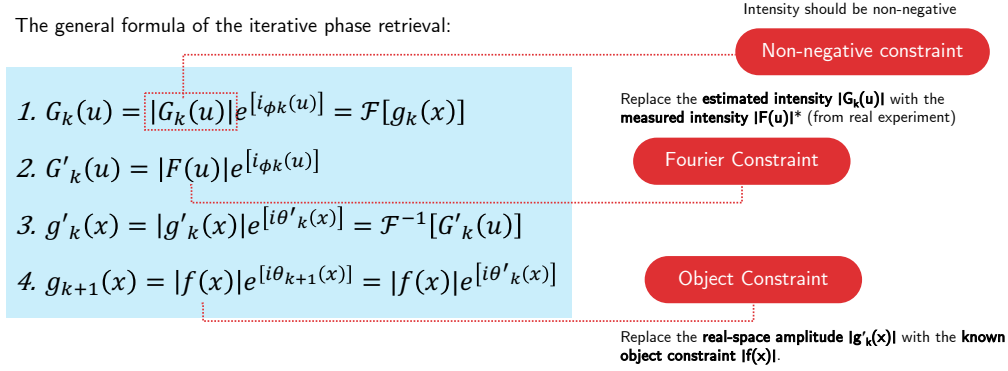 Intensity should be non-negative
The general formula of the iterative phase retrieval:
Non-negative constraint
1. G_k(u) = |G_k(u)|e^[i_ϕk(u)] = ℱ[g_k(x)]
Replace the estimated intensity |G_k(u)| with the
measured intensity |F(u)|* (from real experiment)
2. G'_k(u) = |F(u)|e^[i_ϕk(u)]
Fourier Constraint
3. g'_k(x) = |g'_k(x)|e^[iθ'_k(x)] = ℱ^−1[G'_k(u)]
4. g_k+1(x) = |f(x)|e^[iθ_k+1(x)] = |f(x)|e^[iθ'_k(x)]
Object Constraint
Replace the real-space amplitude |g'_k(x)| with the known
object constraint |f(x)|.